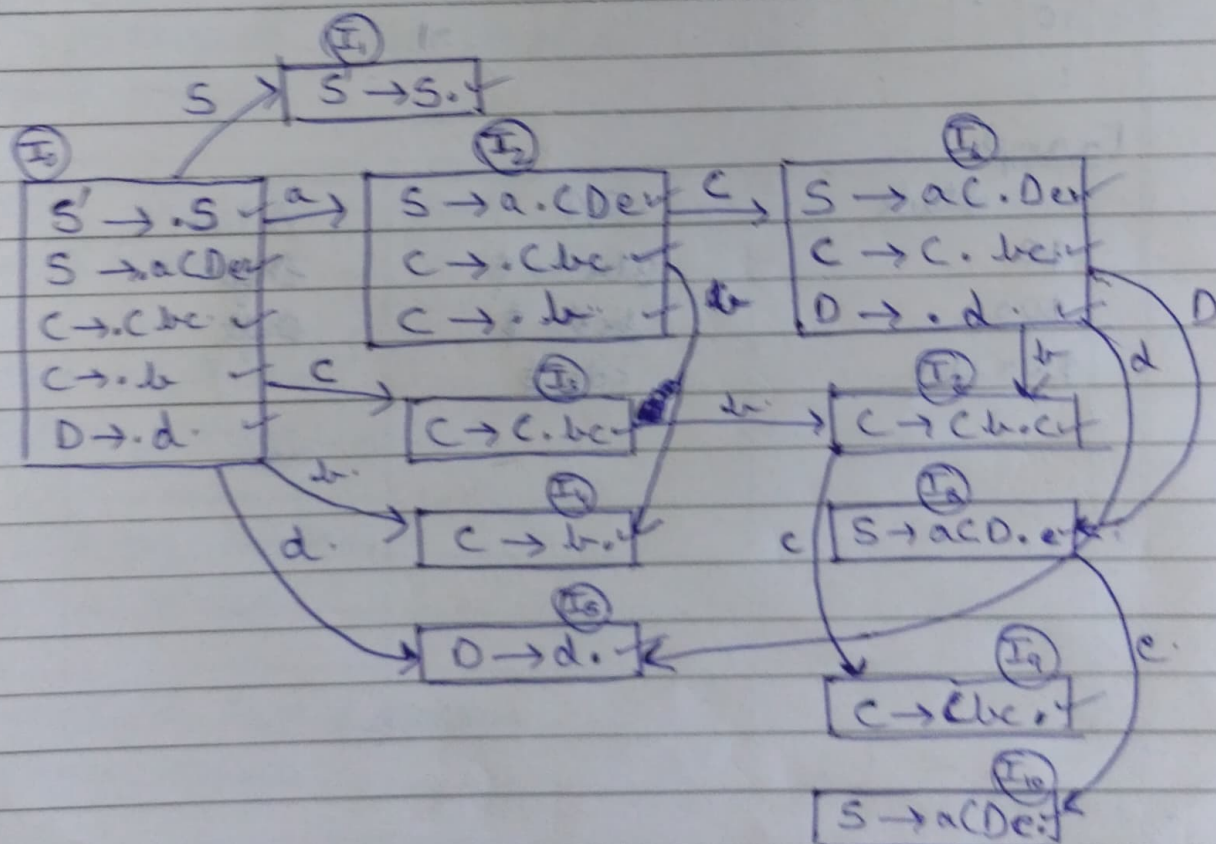 I₁
S' → S.
S
I₀
I₂
I₆
S' → .S
S → .aCDe
C → .Cbc
C → .b
D → .d
a
S → a.CDe
C → .Cbc
C → .b
C
S → aC.De
C → C.bc
D → .d
b
D
b
d
C
I₃
C → C.bc
b
I₇
C → Cb.c
b
I₄
C → b.
I₈
S → aCD.e
d
c
I₅
D → d.
I₉
C → Cbc.
e
I₁₀
S → aCDe.